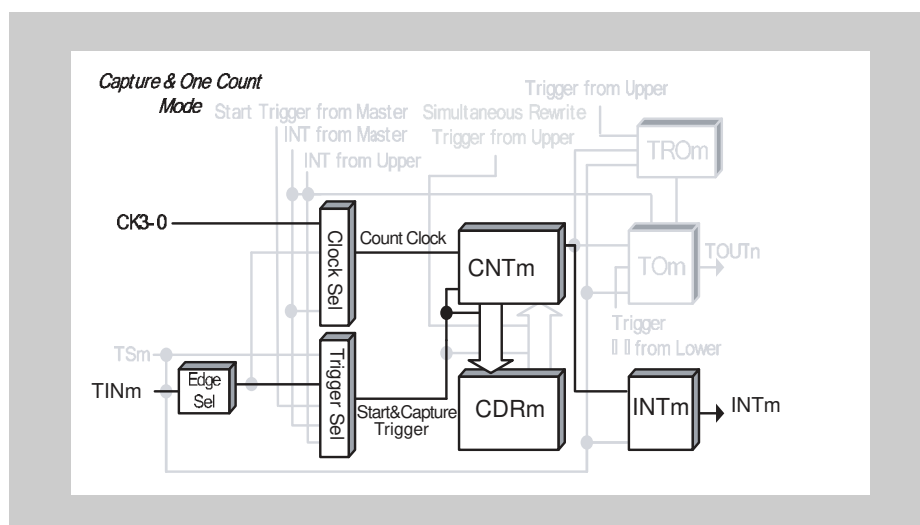 Capture & One Count
Mode
Trigger from Upper
Start Trigger from Master
Simultaneous Rewrite
INT from Master
Trigger from Upper
INT from Upper
TROm
CK3-0
Clock Sel
Count Clock
CNTm
TOm
TOUTn
Trigger
from Lower
TSm
TINm
Edge
Sel
Trigger Sel
Start&Capture
Trigger
CDRm
INTm
INTm